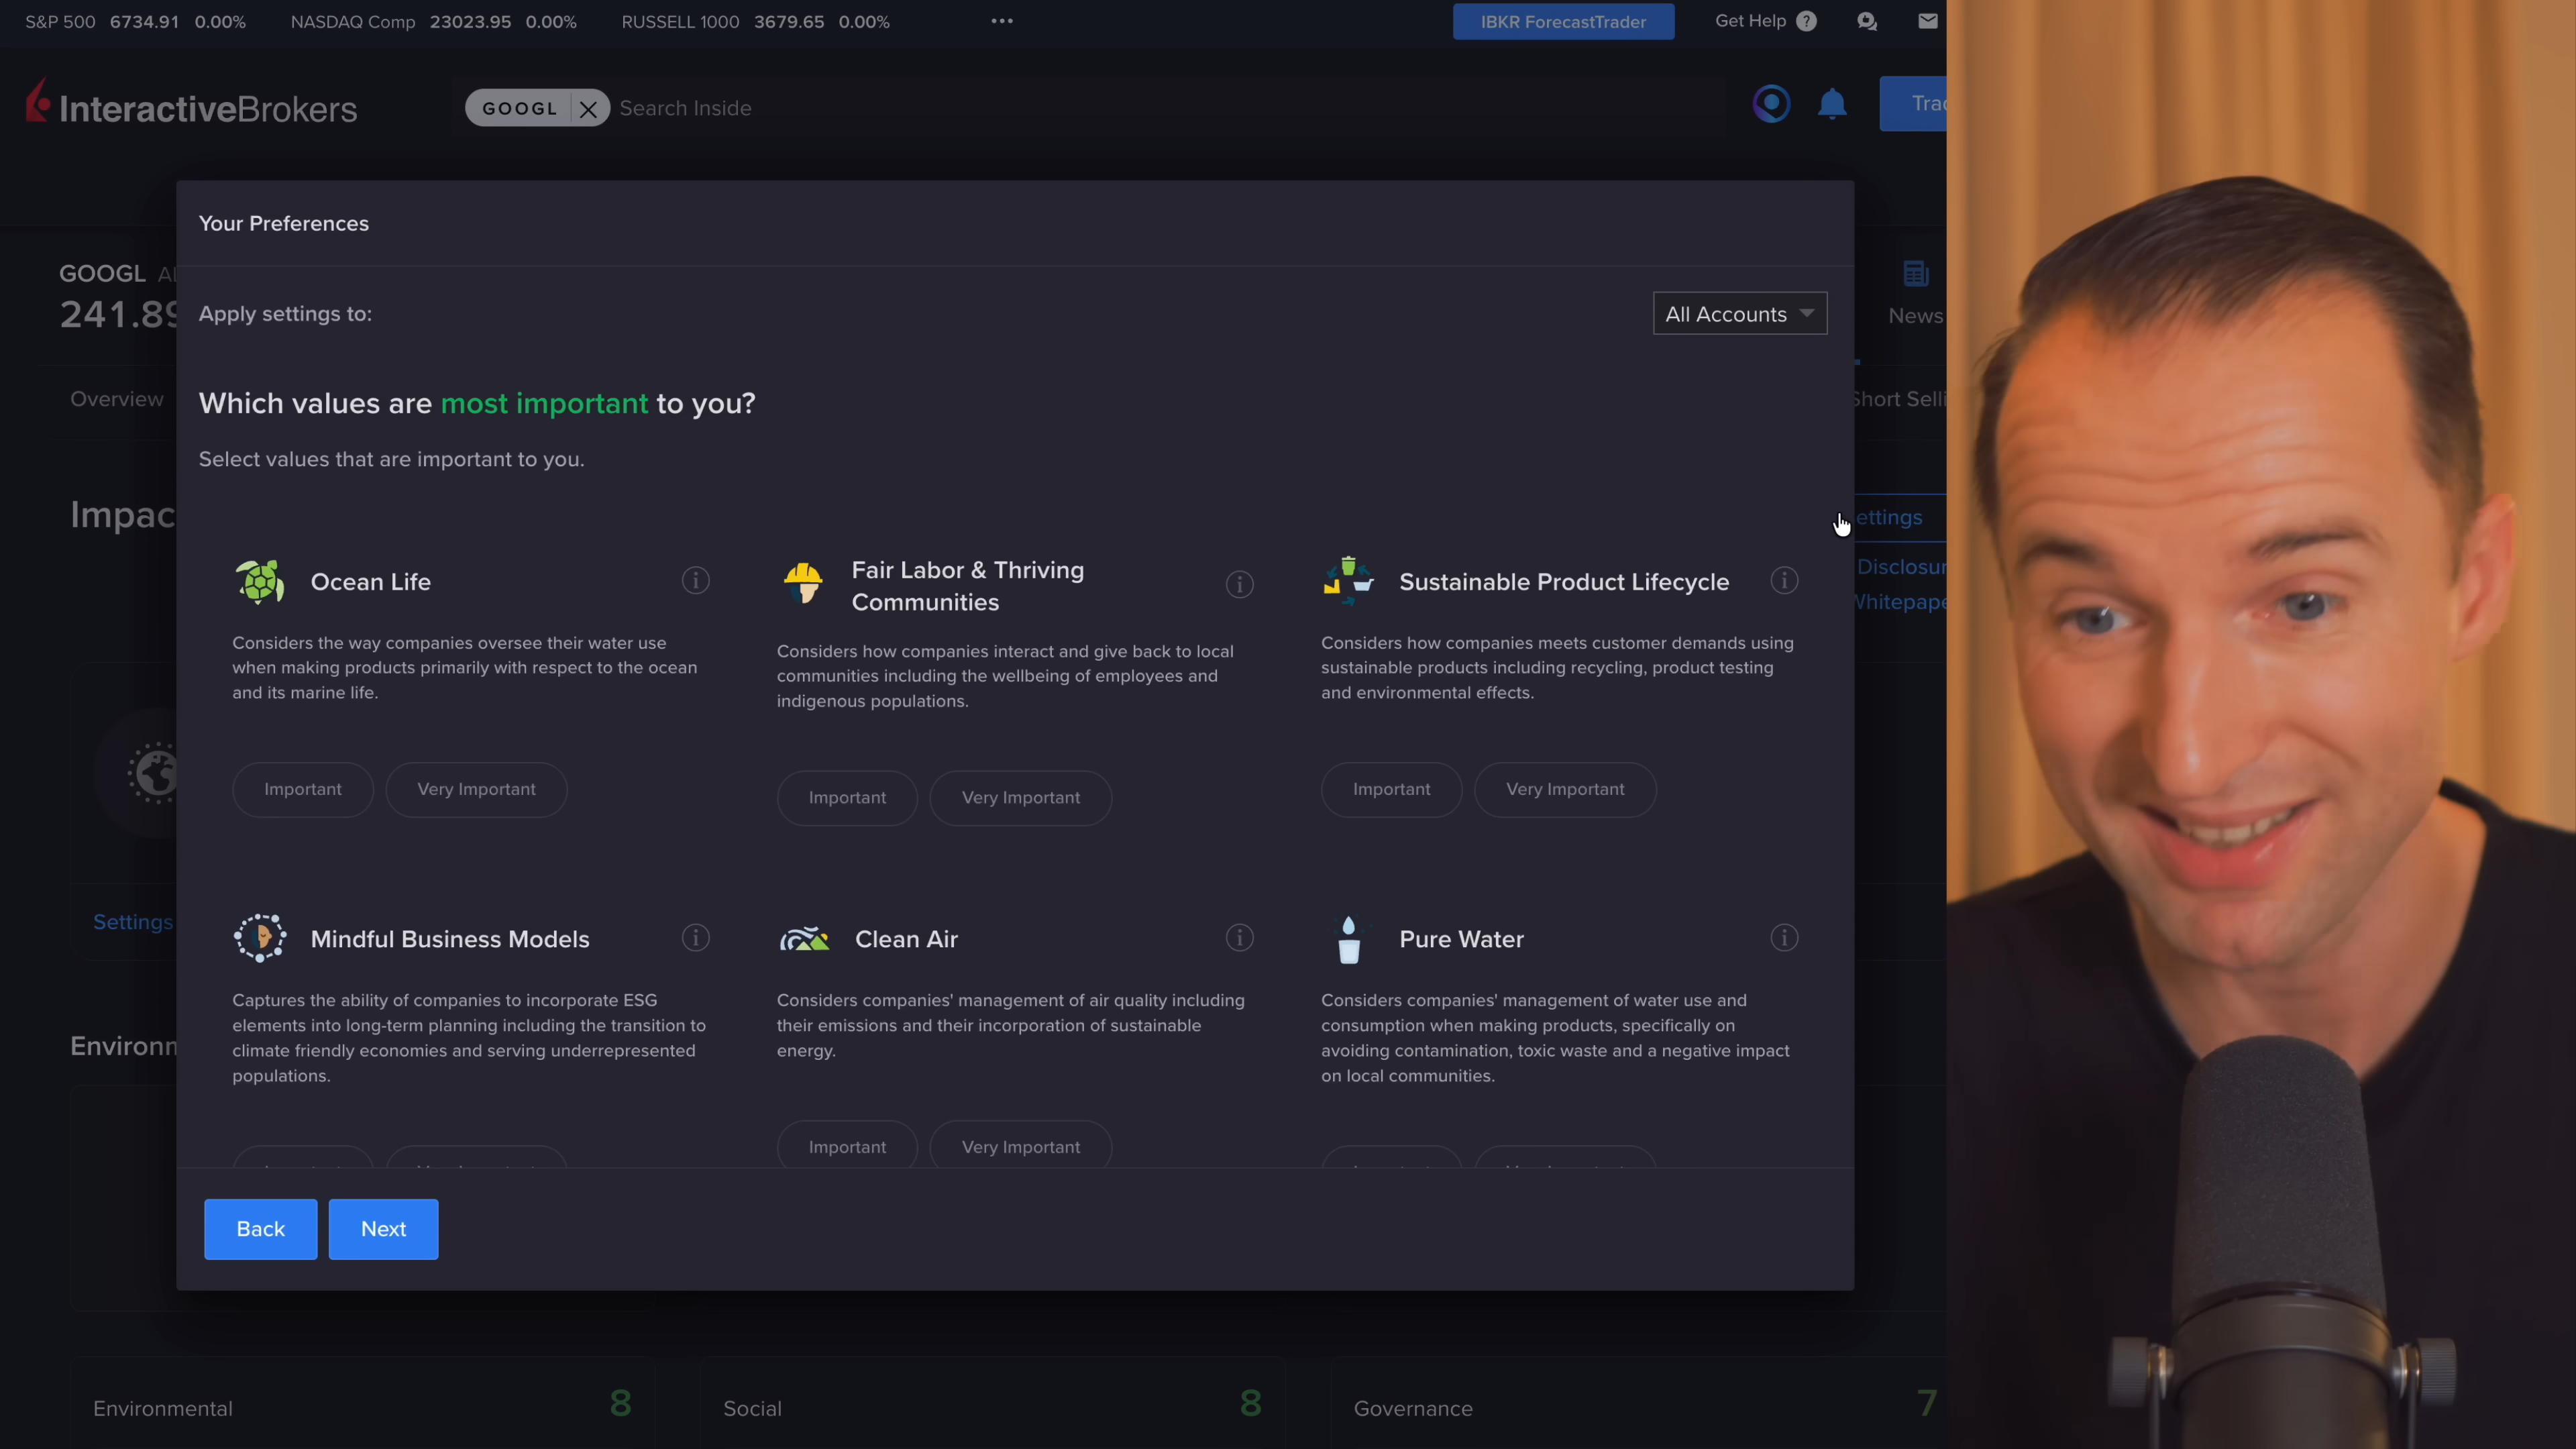 S&P 500 6734.91 0.00% NASDAQ Comp 23023.95 0.00% RUSSELL 1000 3679.65 0.00% ••• IBKR ForecastTrader Get Help ?
InteractiveBrokers GOOGL Search Inside
Your Preferences
GOOGL
241.89
Apply settings to: All Accounts
News
Overview
Which values are most important to you?
Select values that are important to you.
Ocean Life
Considers the way companies oversee their water use
when making products primarily with respect to the ocean
and its marine life.
Important Very Important
Fair Labor & Thriving
Communities
Considers how companies interact and give back to local
communities including the wellbeing of employees and
indigenous populations.
Important Very Important
Sustainable Product Lifecycle
Considers how companies meets customer demands using
sustainable products including recycling, product testing
and environmental effects.
Important Very Important
Mindful Business Models
Captures the ability of companies to incorporate ESG
elements into long-term planning including the transition to
climate friendly economies and serving underrepresented
populations.
Clean Air
Considers companies' management of air quality including
their emissions and their incorporation of sustainable
energy.
Important Very Important
Pure Water
Considers companies' management of water use and
consumption when making products, specifically on
avoiding contamination, toxic waste and a negative impact
on local communities.
Settings
Back Next
Environmental 8 Social 8 Governance 7